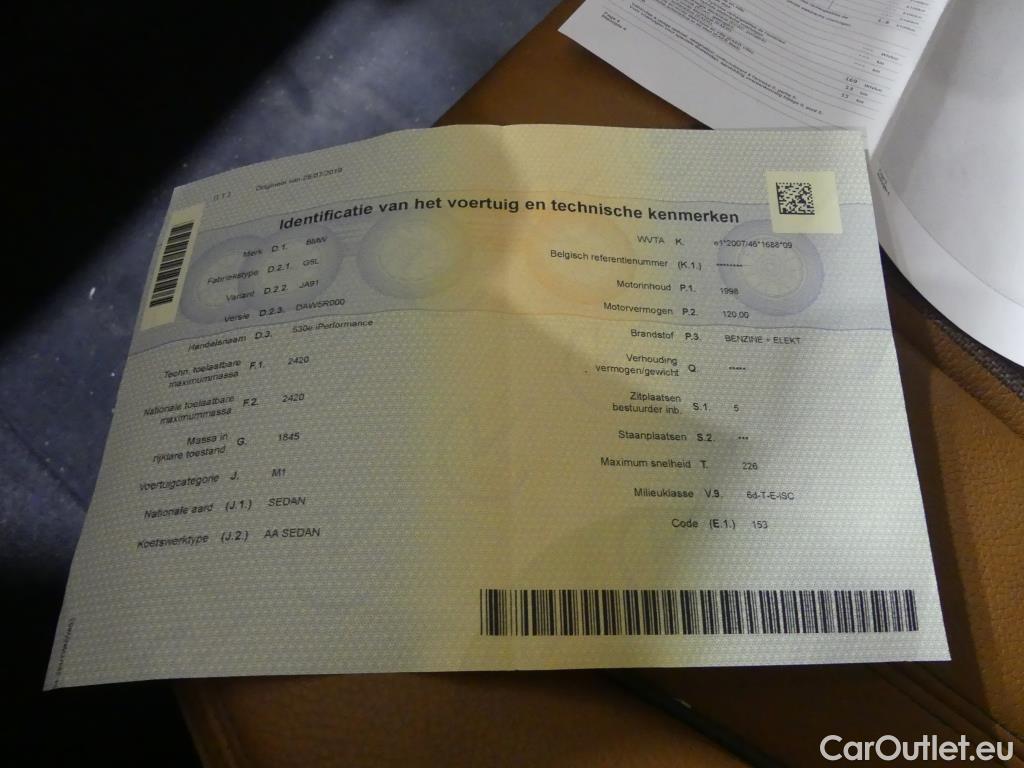 Origineel van 26/07/2019
Identificatie van het voertuig en technische kenmerken
Merk D.1. BMW
Fabriekstype D.2.1. G5L
Variant D.2.2. JA91
Versie D.2.3. DAW5R000
Handelsnaam D.3. 530e iPerformance
Techn. toelaatbare
maximummassa F.1. 2420
Nationale toelaatbare
maximummassa F.2. 2420
Massa in
rijklare toestand G. 1845
Voertuigcategorie J. M1
Nationale aard (J.1.) SEDAN
Koetswerktype (J.2.) AA SEDAN
WVTA K. e1*2007/46*1688*09
Belgisch referentienummer (K.1.) --------
Motorinhoud P.1. 1998
Motorvermogen P.2. 120.00
Brandstof P.3. BENZINE + ELEKT
Verhouding
vermogen/gewicht Q. -----
Zitplaatsen
bestuurder inb. S.1. 5
Staanplaatsen S.2. ---
Maximum snelheid T. 226
Milieuklasse V.9. 6d-T-E-ISC
Code (E.1.) 153
CarOutlet.eu